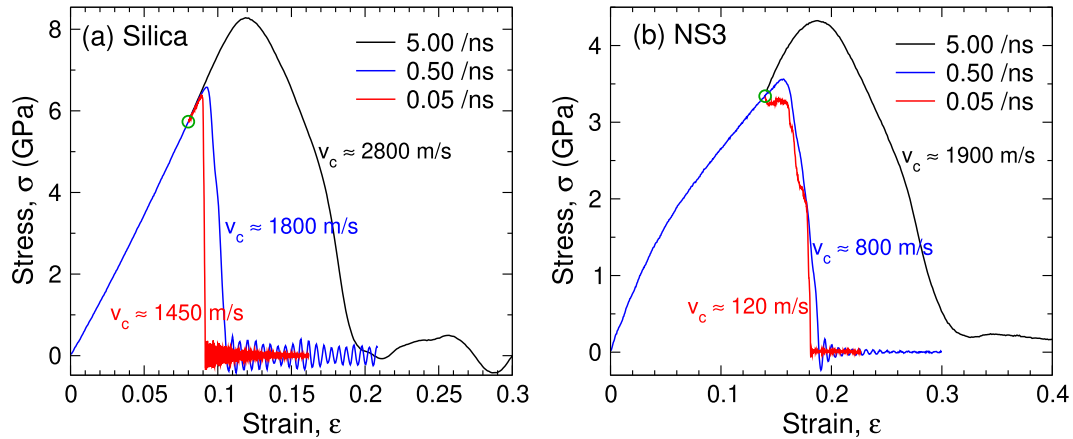 (a) Silica
5.00 /ns
0.50 /ns
0.05 /ns
v_c ≈ 2800 m/s
v_c ≈ 1800 m/s
v_c ≈ 1450 m/s
Stress, σ (GPa)
8
6
4
2
0
0 0.05 0.1 0.15 0.2 0.25 0.3
Strain, ε
(b) NS3
5.00 /ns
0.50 /ns
0.05 /ns
v_c ≈ 1900 m/s
v_c ≈ 800 m/s
v_c ≈ 120 m/s
Stress, σ (GPa)
4
3
2
1
0
0 0.1 0.2 0.3 0.4
Strain, ε